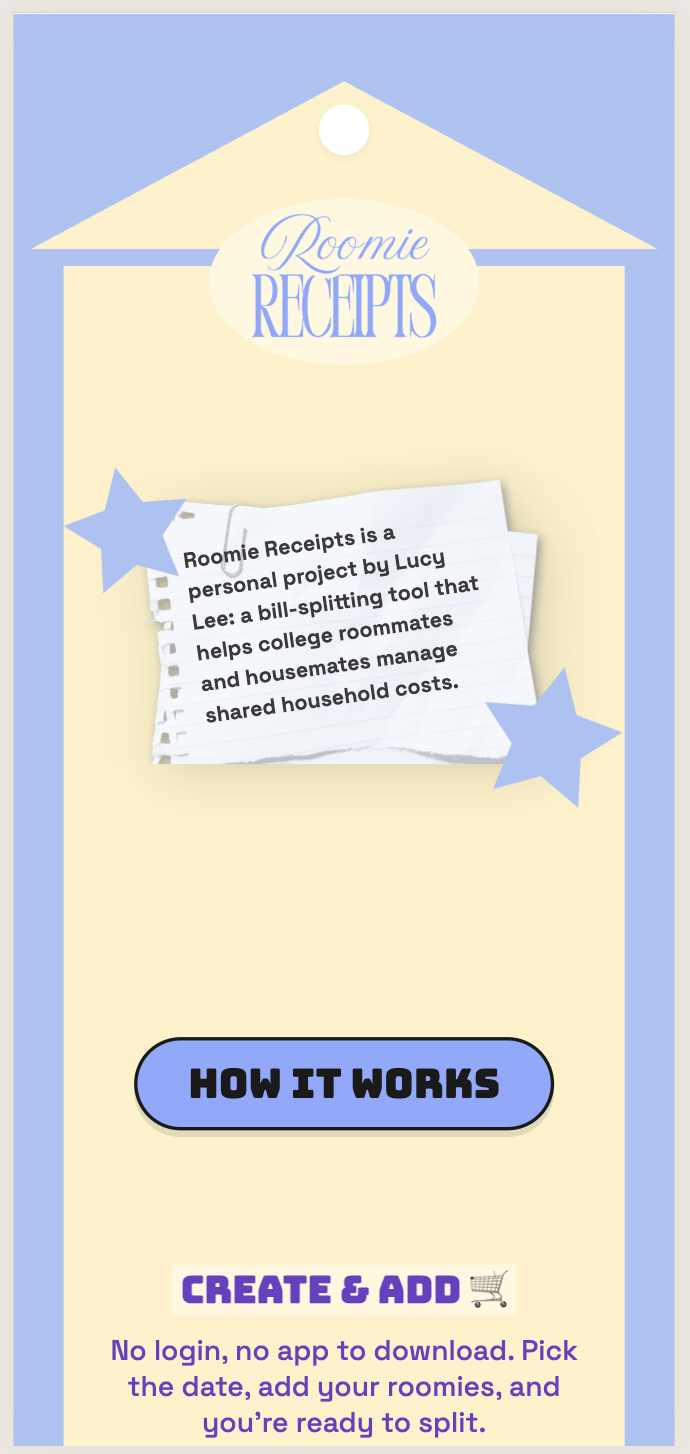 Roomie
RECEIPTS
Roomie Receipts is a
personal project by Lucy
Lee: a bill-splitting tool that
helps college roommates
and housemates manage
shared household costs.
HOW IT WORKS
CREATE & ADD 🛒
No login, no app to download. Pick
the date, add your roomies, and
you’re ready to split.